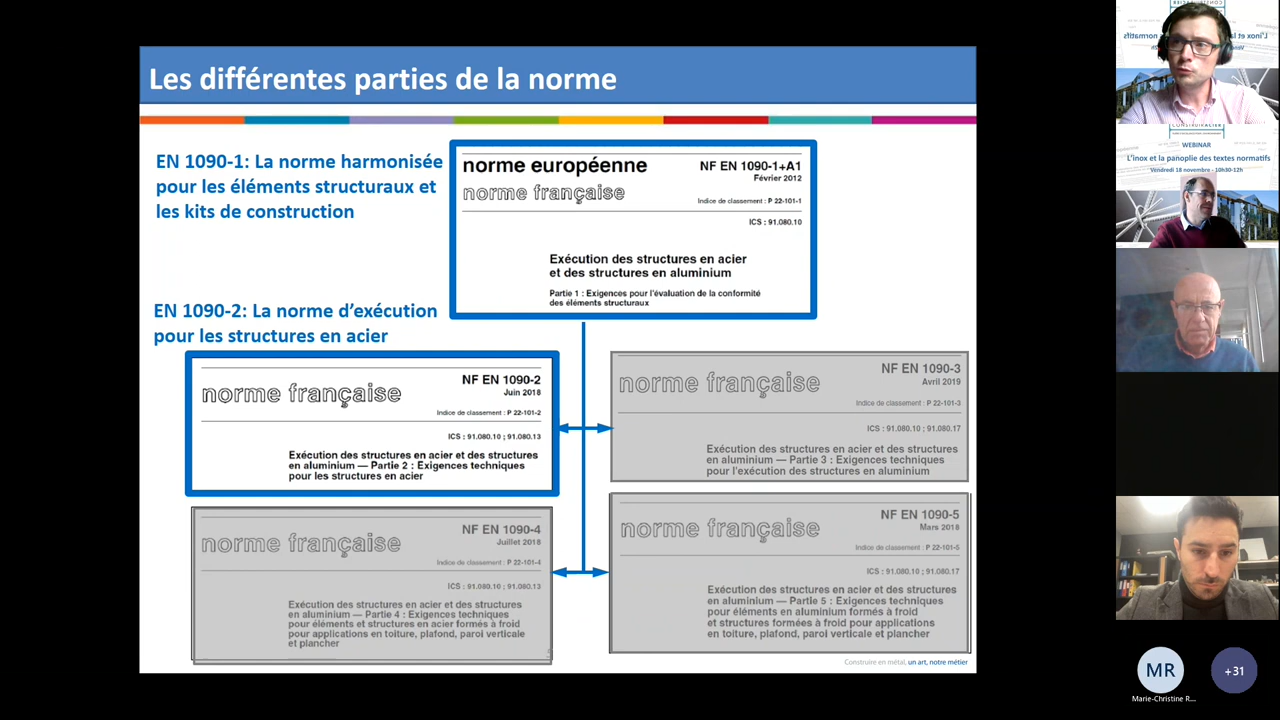 Les différentes parties de la norme
EN 1090-1: La norme harmonisée
pour les éléments structuraux et
les kits de construction
norme européenne
NF EN 1090-1+A1
Février 2012
norme française
Indice de classement : P 22-101-1
ICS : 91.080.10
Exécution des structures en acier
et des structures en aluminium
Partie 1 : Exigences pour l'évaluation de la conformité
des éléments structuraux
EN 1090-2: La norme d'exécution
pour les structures en acier
NF EN 1090-2
norme française
Juin 2018
Indice de classement : P 22-101-2
ICS : 91.080.10 ; 91.080.13
Exécution des structures en acier et des structures
en aluminium — Partie 2 : Exigences techniques
pour les structures en acier
NF EN 1090-3
norme française
Avril 2019
Indice de classement : P 22-101-3
ICS : 91.080.10 ; 91.080.17
Exécution des structures en acier et des structures
en aluminium — Partie 3 : Exigences techniques
pour l'exécution des structures en aluminium
NF EN 1090-4
norme française
Juillet 2018
Indice de classement : P 22-101-4
ICS : 91.080.10 ; 91.080.13
Exécution des structures en acier et des structures
en aluminium — Partie 4 : Exigences techniques
pour éléments et structures en acier formés à froid
pour applications en toiture, plafond, paroi verticale
et plancher
NF EN 1090-5
norme française
Mars 2018
Indice de classement : P 22-101-5
ICS : 91.080.10 ; 91.080.17
Exécution des structures en acier et des structures
en aluminium — Partie 5 : Exigences techniques
pour éléments en aluminium formés à froid
et structures formées à froid pour applications
en toiture, plafond, paroi verticale et plancher
Construire en métal, un art, notre métier
WEBINAR
L'inox et la panoplie des textes normatifs
Vendredi 18 novembre - 10h30-12h
MR
+31
Marie-Christine R...